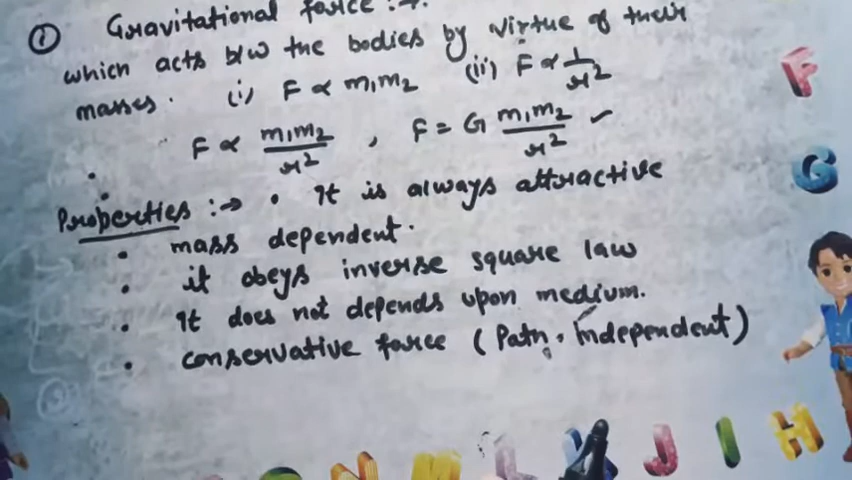 ① Gravitational force :→.
which acts b/w the bodies by virtue of their
masses. (i) F ∝ m₁m₂ (ii) F ∝ 1/r²
F ∝ m₁m₂/r² , F = G m₁m₂/r² ✓
Properties :→ • It is always attractive
• mass dependent.
• it obeys inverse square law
• It does not depends upon medium.
• conservative force (Path. Independent)
F
G
H
I
J
M
N